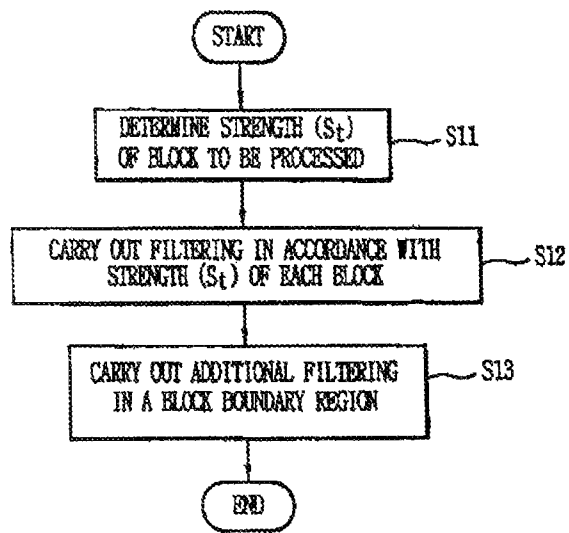 START
DETERMINE STRENGTH (St)
OF BLOCK TO BE PROCESSED
S11
CARRY OUT FILTERING IN ACCORDANCE WITH
STRENGTH (St) OF EACH BLOCK
S12
CARRY OUT ADDITIONAL FILTERING
IN A BLOCK BOUNDARY REGION
S13
END